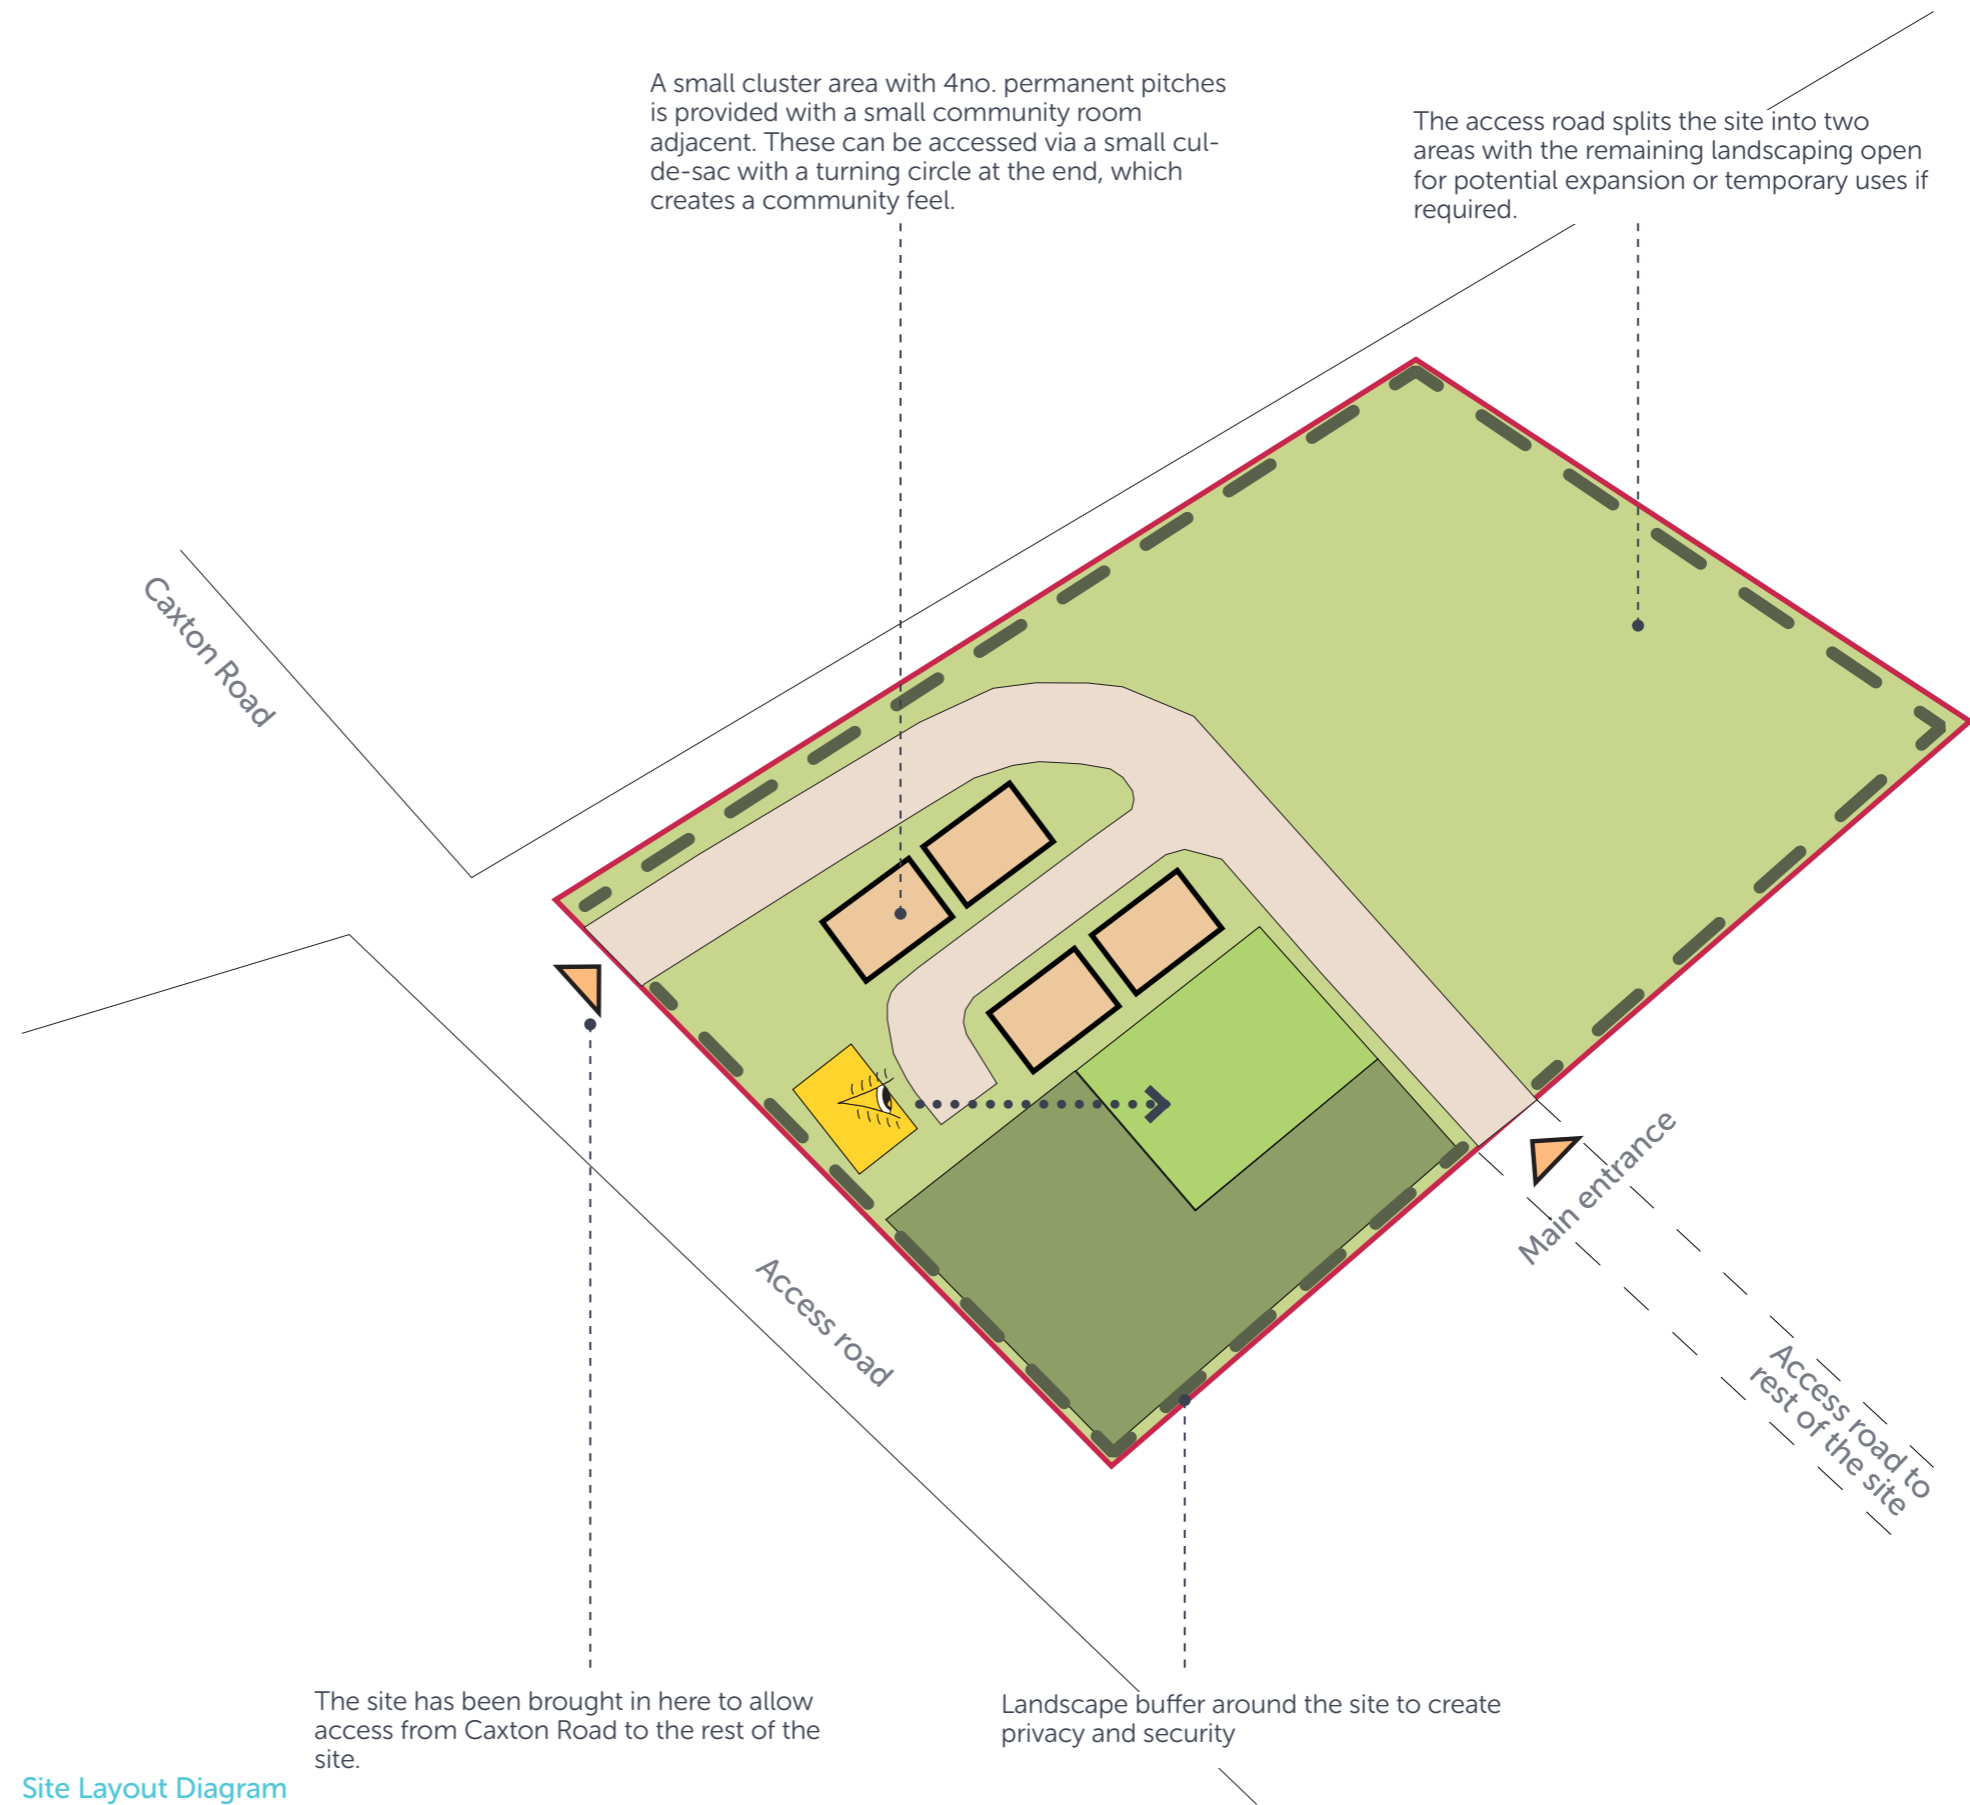 A small cluster area with 4no. permanent pitches
is provided with a small community room
adjacent. These can be accessed via a small cul-
de-sac with a turning circle at the end, which
creates a community feel.
The access road splits the site into two
areas with the remaining landscaping open
for potential expansion or temporary uses if
required.
Caxton Road
Main entrance
Access road
Access road to
rest of the site
The site has been brought in here to allow
access from Caxton Road to the rest of the
site.
Landscape buffer around the site to create
privacy and security
Site Layout Diagram